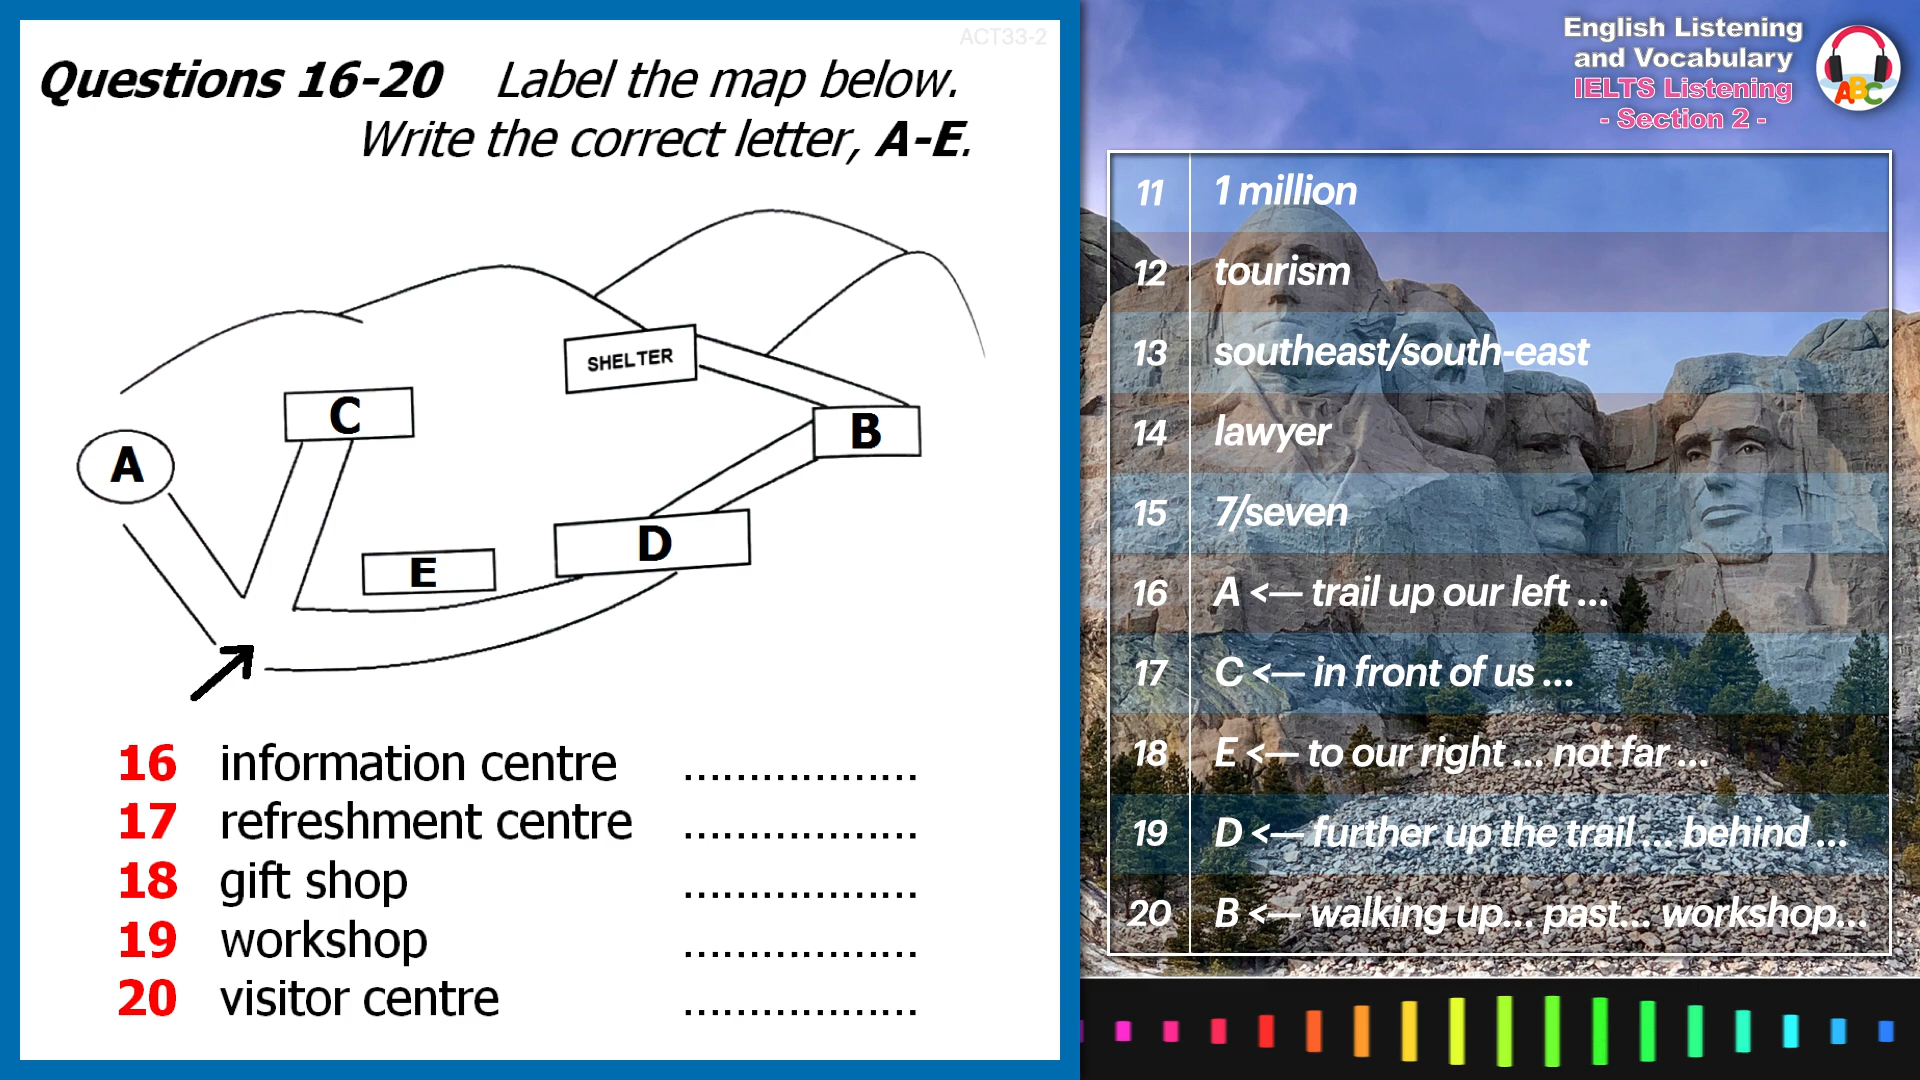 ACT33-2
Questions 16-20 Label the map below.
Write the correct letter, A-E.
SHELTER
C
B
A
D
E
16 information centre ..................
17 refreshment centre ..................
18 gift shop ..................
19 workshop ..................
20 visitor centre ..................
English Listening
and Vocabulary
IELTS Listening
- Section 2 -
ABC
11 1 million
12 tourism
13 southeast/south-east
14 lawyer
15 7/seven
16 A <— trail up our left ...
17 C <— in front of us ...
18 E <— to our right ... not far ...
19 D <— further up the trail ... behind ...
20 B <— walking up... past... workshop...